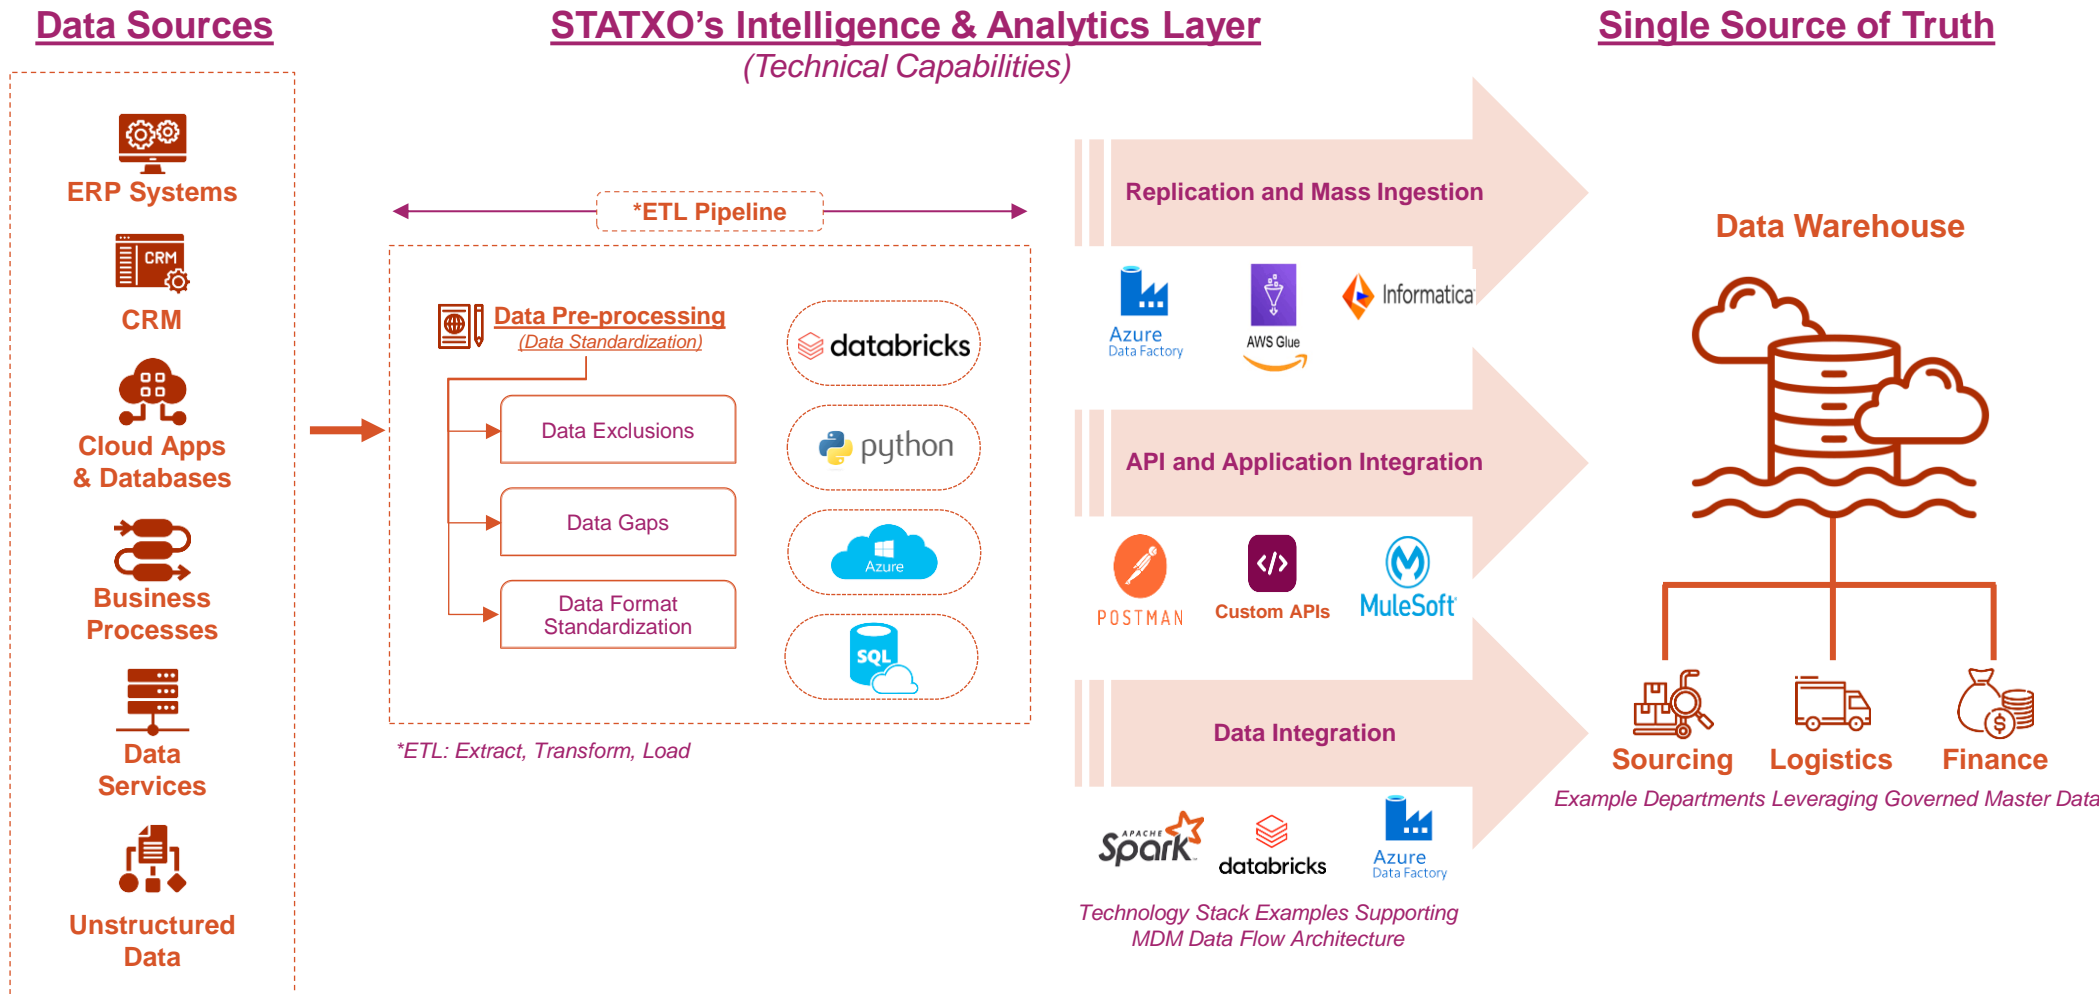 Data Sources
STATXO's Intelligence & Analytics Layer
(Technical Capabilities)
Single Source of Truth
ERP Systems
CRM
CRM
Cloud Apps
& Databases
Business
Processes
Data
Services
Unstructured
Data
*ETL Pipeline
Data Pre-processing
(Data Standardization)
Data Exclusions
Data Gaps
Data Format
Standardization
databricks
python
Azure
SQL
*ETL: Extract, Transform, Load
Replication and Mass Ingestion
Azure
Data Factory
AWS Glue
Informatica
API and Application Integration
POSTMAN
</>
Custom APIs
MuleSoft
Data Integration
APACHE
Spark
databricks
Azure
Data Factory
Technology Stack Examples Supporting
MDM Data Flow Architecture
Data Warehouse
$
Sourcing
Logistics
Finance
Example Departments Leveraging Governed Master Data